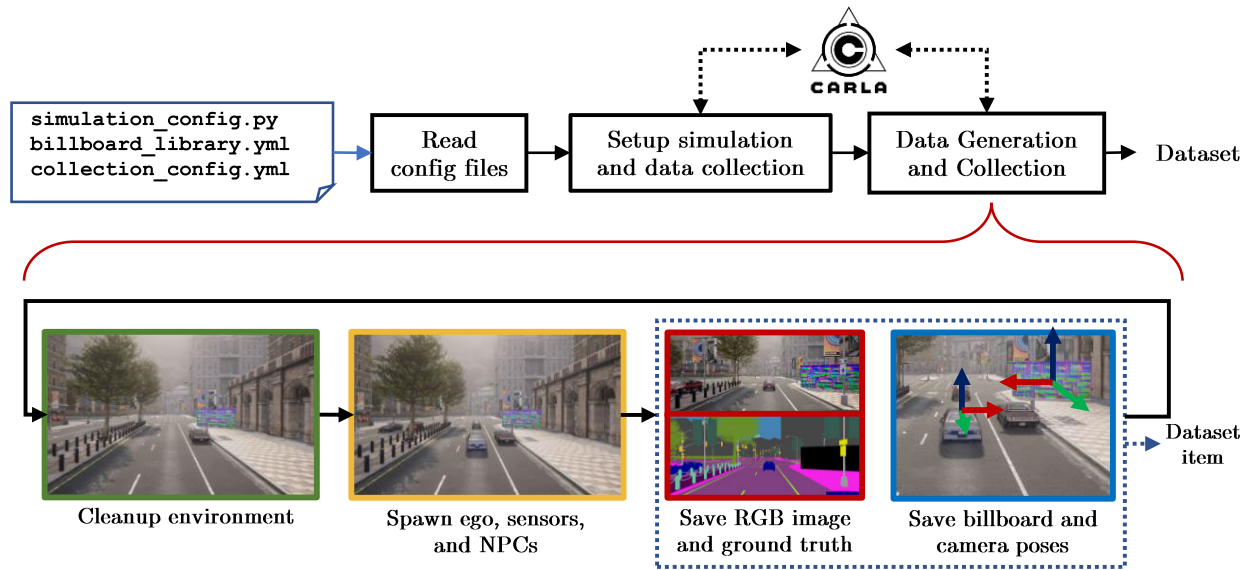 CARLA
simulation_config.py
billboard_library.yml
collection_config.yml
Read
config files
Setup simulation
and data collection
Data Generation
and Collection
Dataset
Cleanup environment
Spawn ego, sensors,
and NPCs
Save RGB image
and ground truth
Save billboard and
camera poses
Dataset
item